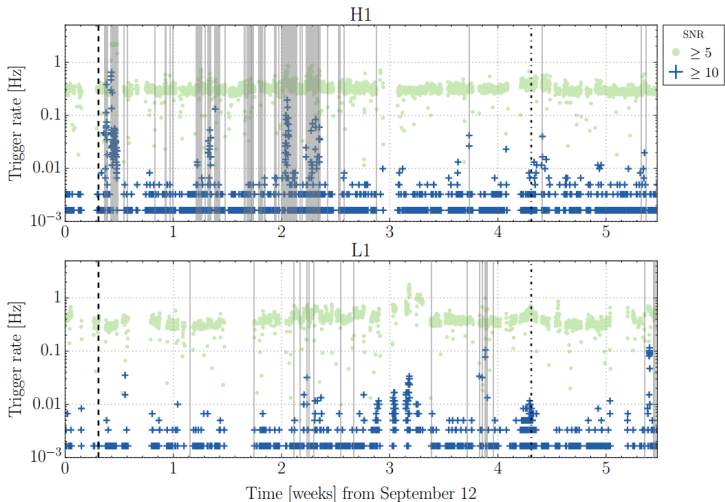 H1
SNR
≥ 5
≥ 10
Trigger rate [Hz]
1
0.1
0.01
10⁻³
0 1 2 3 4 5
L1
Trigger rate [Hz]
1
0.1
0.01
10⁻³
0 1 2 3 4 5
Time [weeks] from September 12